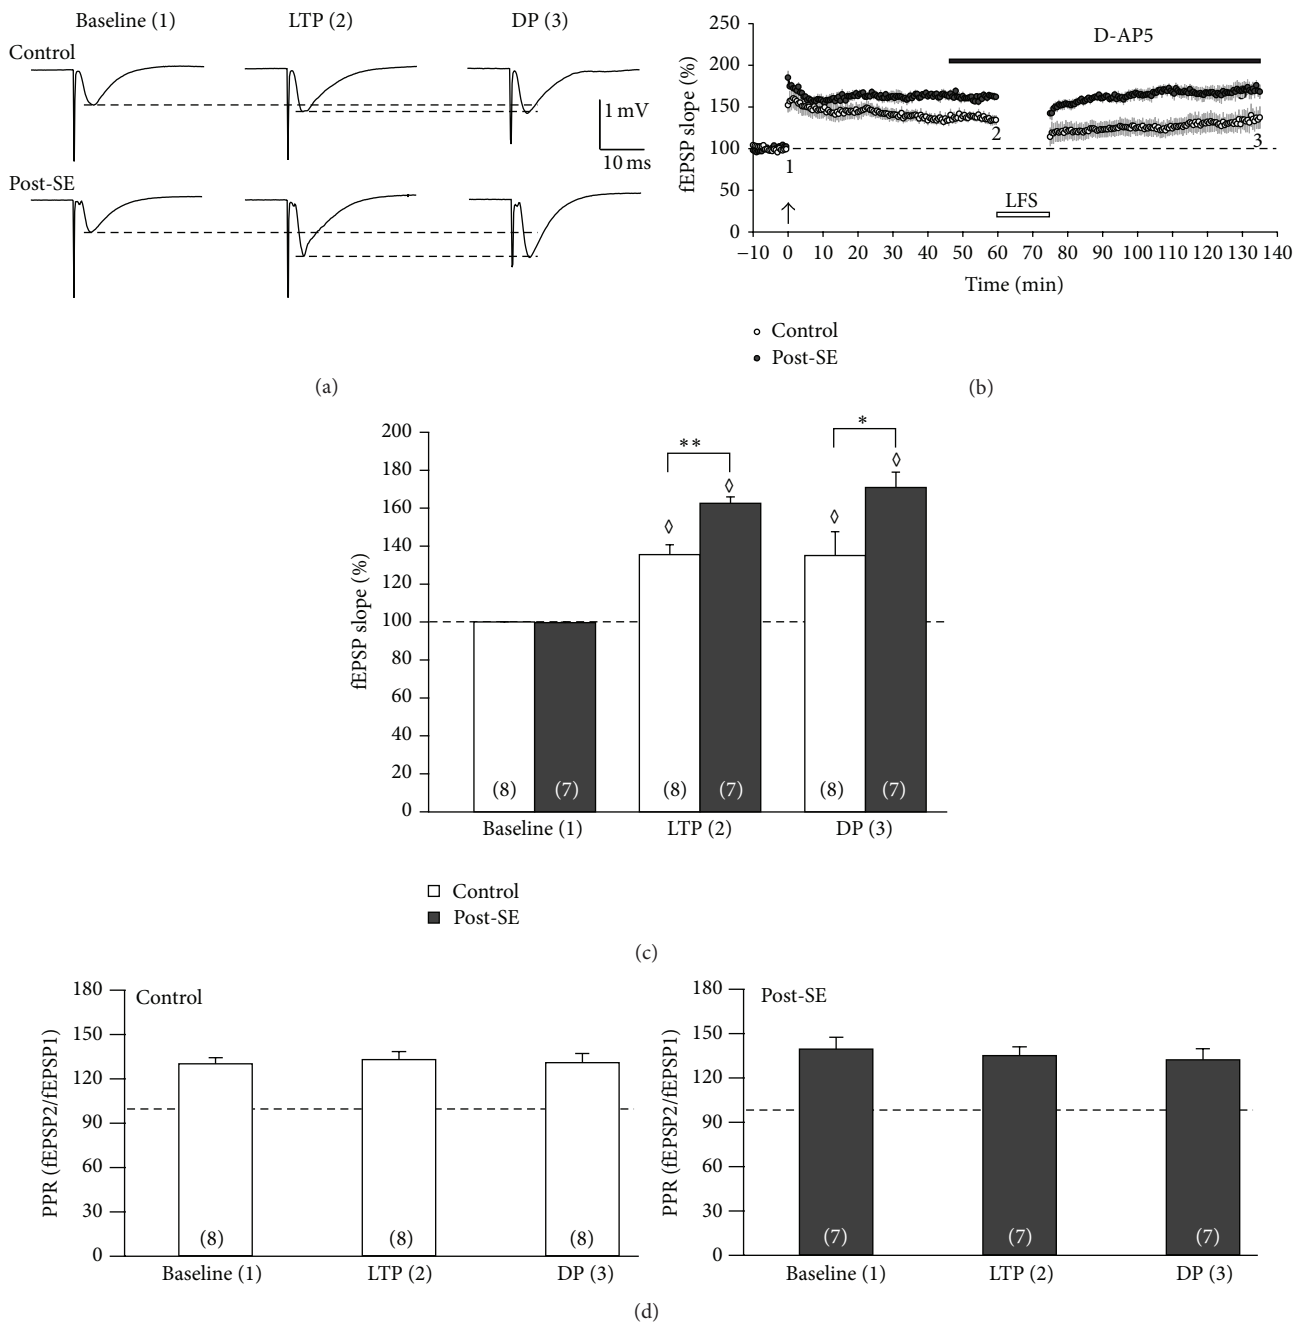 Baseline (1) LTP (2) DP (3)
Control
1 mV
10 ms
Post-SE
(a)
fEPSP slope (%)
250
200
150
100
50
0
D-AP5
1
2
3
LFS
−10 0 10 20 30 40 50 60 70 80 90 100 110 120 130 140
Time (min)
Control
Post-SE
(b)
fEPSP slope (%)
200
180
160
140
120
100
80
60
40
20
0
** *
◊ ◊ ◊ ◊
(8) (7) (8) (7) (8) (7)
Baseline (1) LTP (2) DP (3)
Control
Post-SE
(c)
PPR (fEPSP2/fEPSP1)
180
150
120
90
60
30
0
Control
(8) (8) (8)
Baseline (1) LTP (2) DP (3)
PPR (fEPSP2/fEPSP1)
180
150
120
90
60
30
0
Post-SE
(7) (7) (7)
Baseline (1) LTP (2) DP (3)
(d)